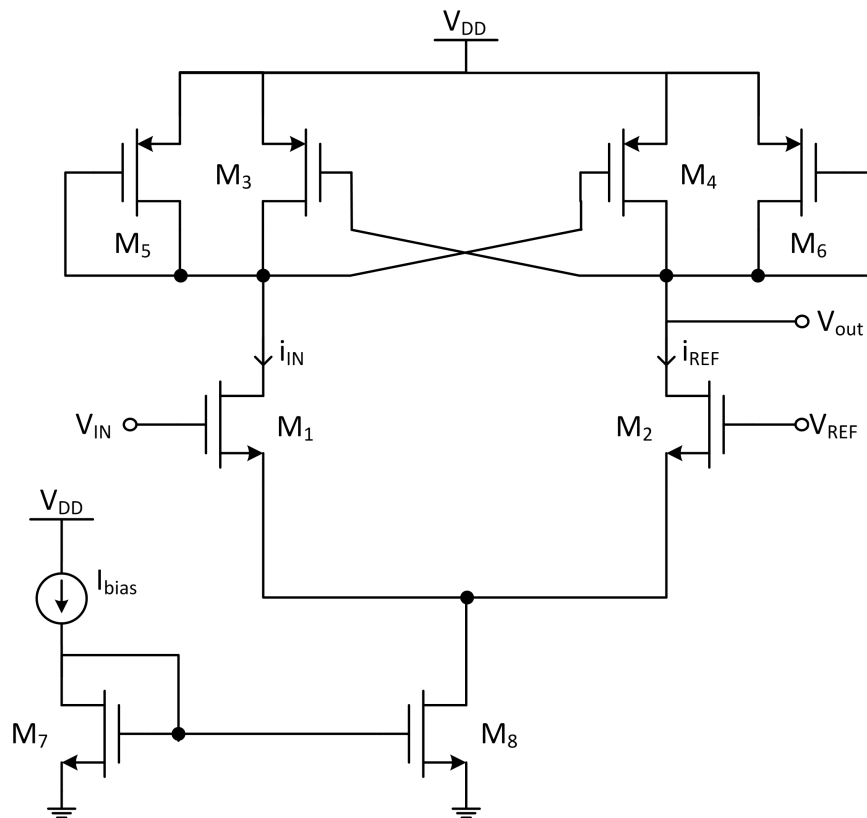 V_DD
M_3
M_4
M_5
M_6
V_out
i_IN
i_REF
V_IN
M_1
M_2
V_REF
V_DD
I_bias
M_7
M_8